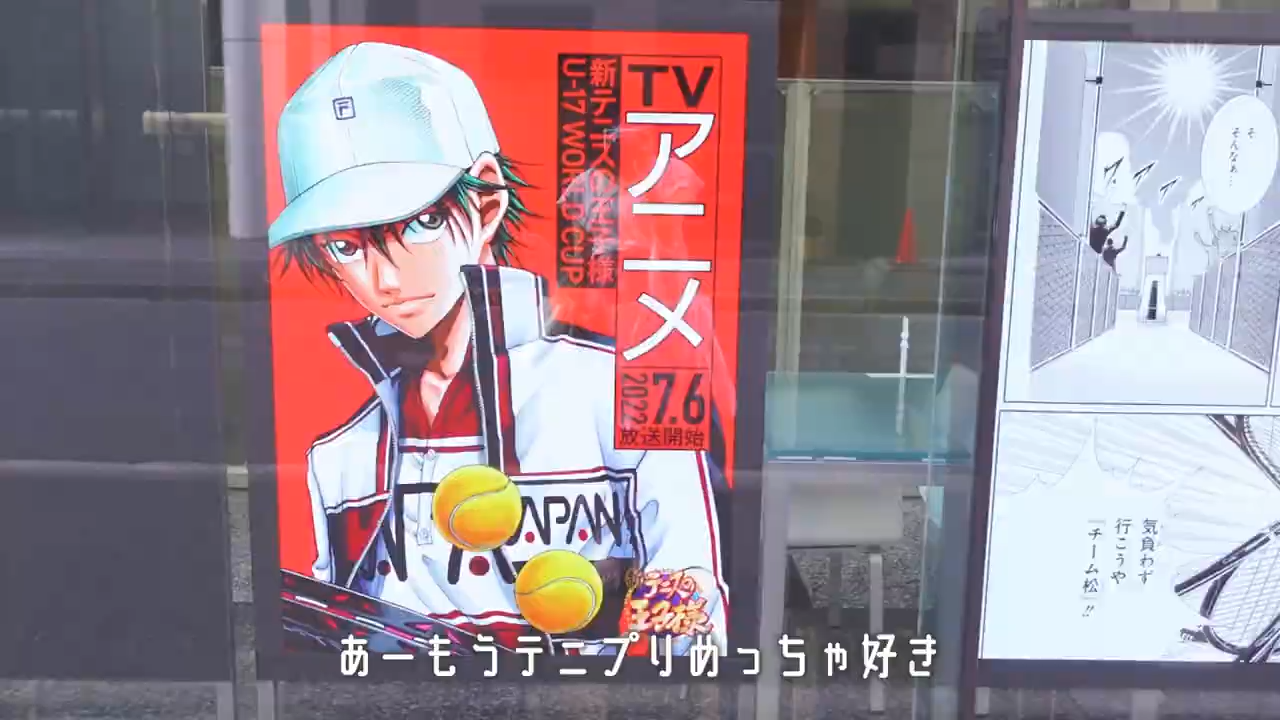 TVアニメ
新テニスの王子様
U-17 WORLD CUP
2022
7.6
放送開始
F
JAPAN
テニスの
王子様
そ
そんなぁ…
気負わず
行こうや
「チーム松」!!
あーもうテニプリめっちゃ好き